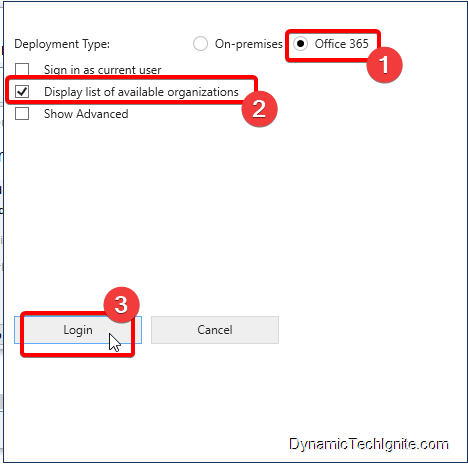 Deployment Type: On-premises Office 365
1
Sign in as current user
Display list of available organizations
2
Show Advanced
3
Login Cancel
DynamicTechIgnite.com